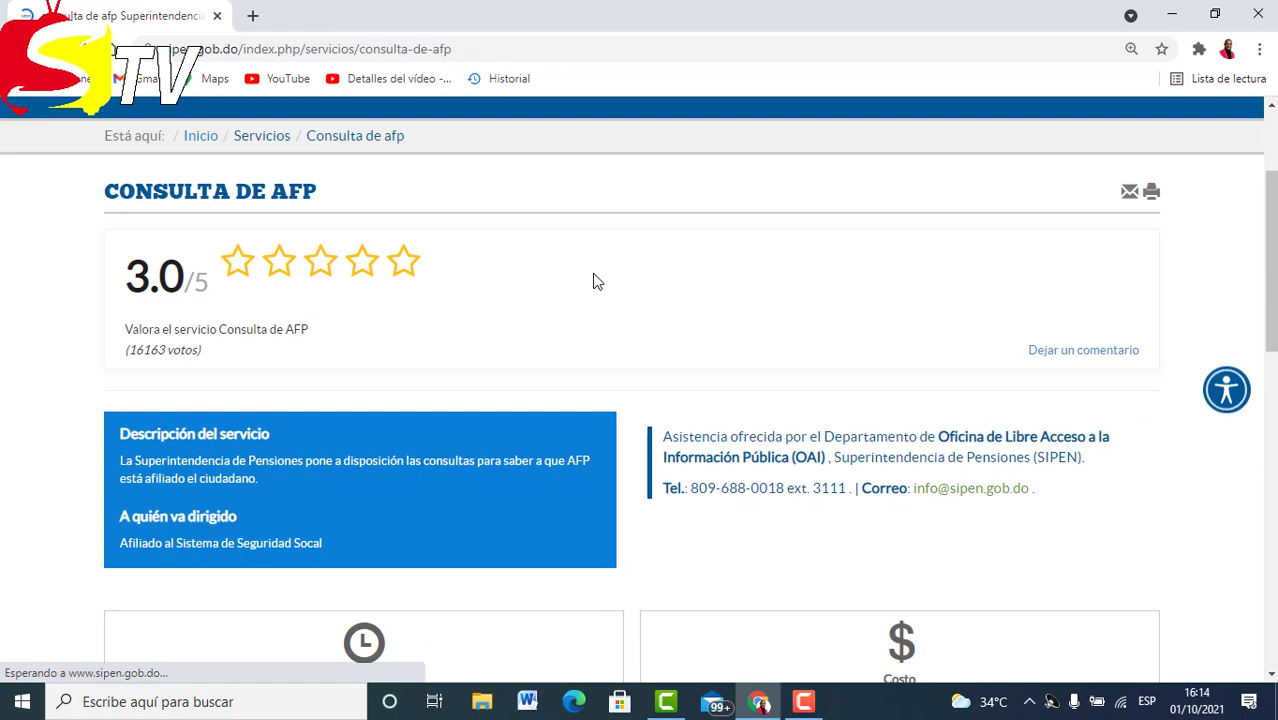 Consulta de afp Superintendencia
sipen.gob.do/index.php/servicios/consulta-de-afp
STV
Gmail
Maps
YouTube
Detalles del vídeo -...
Historial
Lista de lectura
Está aquí: / Inicio / Servicios / Consulta de afp
CONSULTA DE AFP
3.0/5
Valora el servicio Consulta de AFP
(16163 votos)
Dejar un comentario
Descripción del servicio
La Superintendencia de Pensiones pone a disposición las consultas para saber a que AFP
está afiliado el ciudadano.
A quién va dirigido
Afiliado al Sistema de Seguridad Socal
Asistencia ofrecida por el Departamento de Oficina de Libre Acceso a la
Información Pública (OAI) , Superintendencia de Pensiones (SIPEN).
Tel.: 809-688-0018 ext. 3111 . | Correo: info@sipen.gob.do .
$
Costo
Esperando a www.sipen.gob.do...
Escribe aquí para buscar
99+
34°C
ESP
16:14
01/10/2021